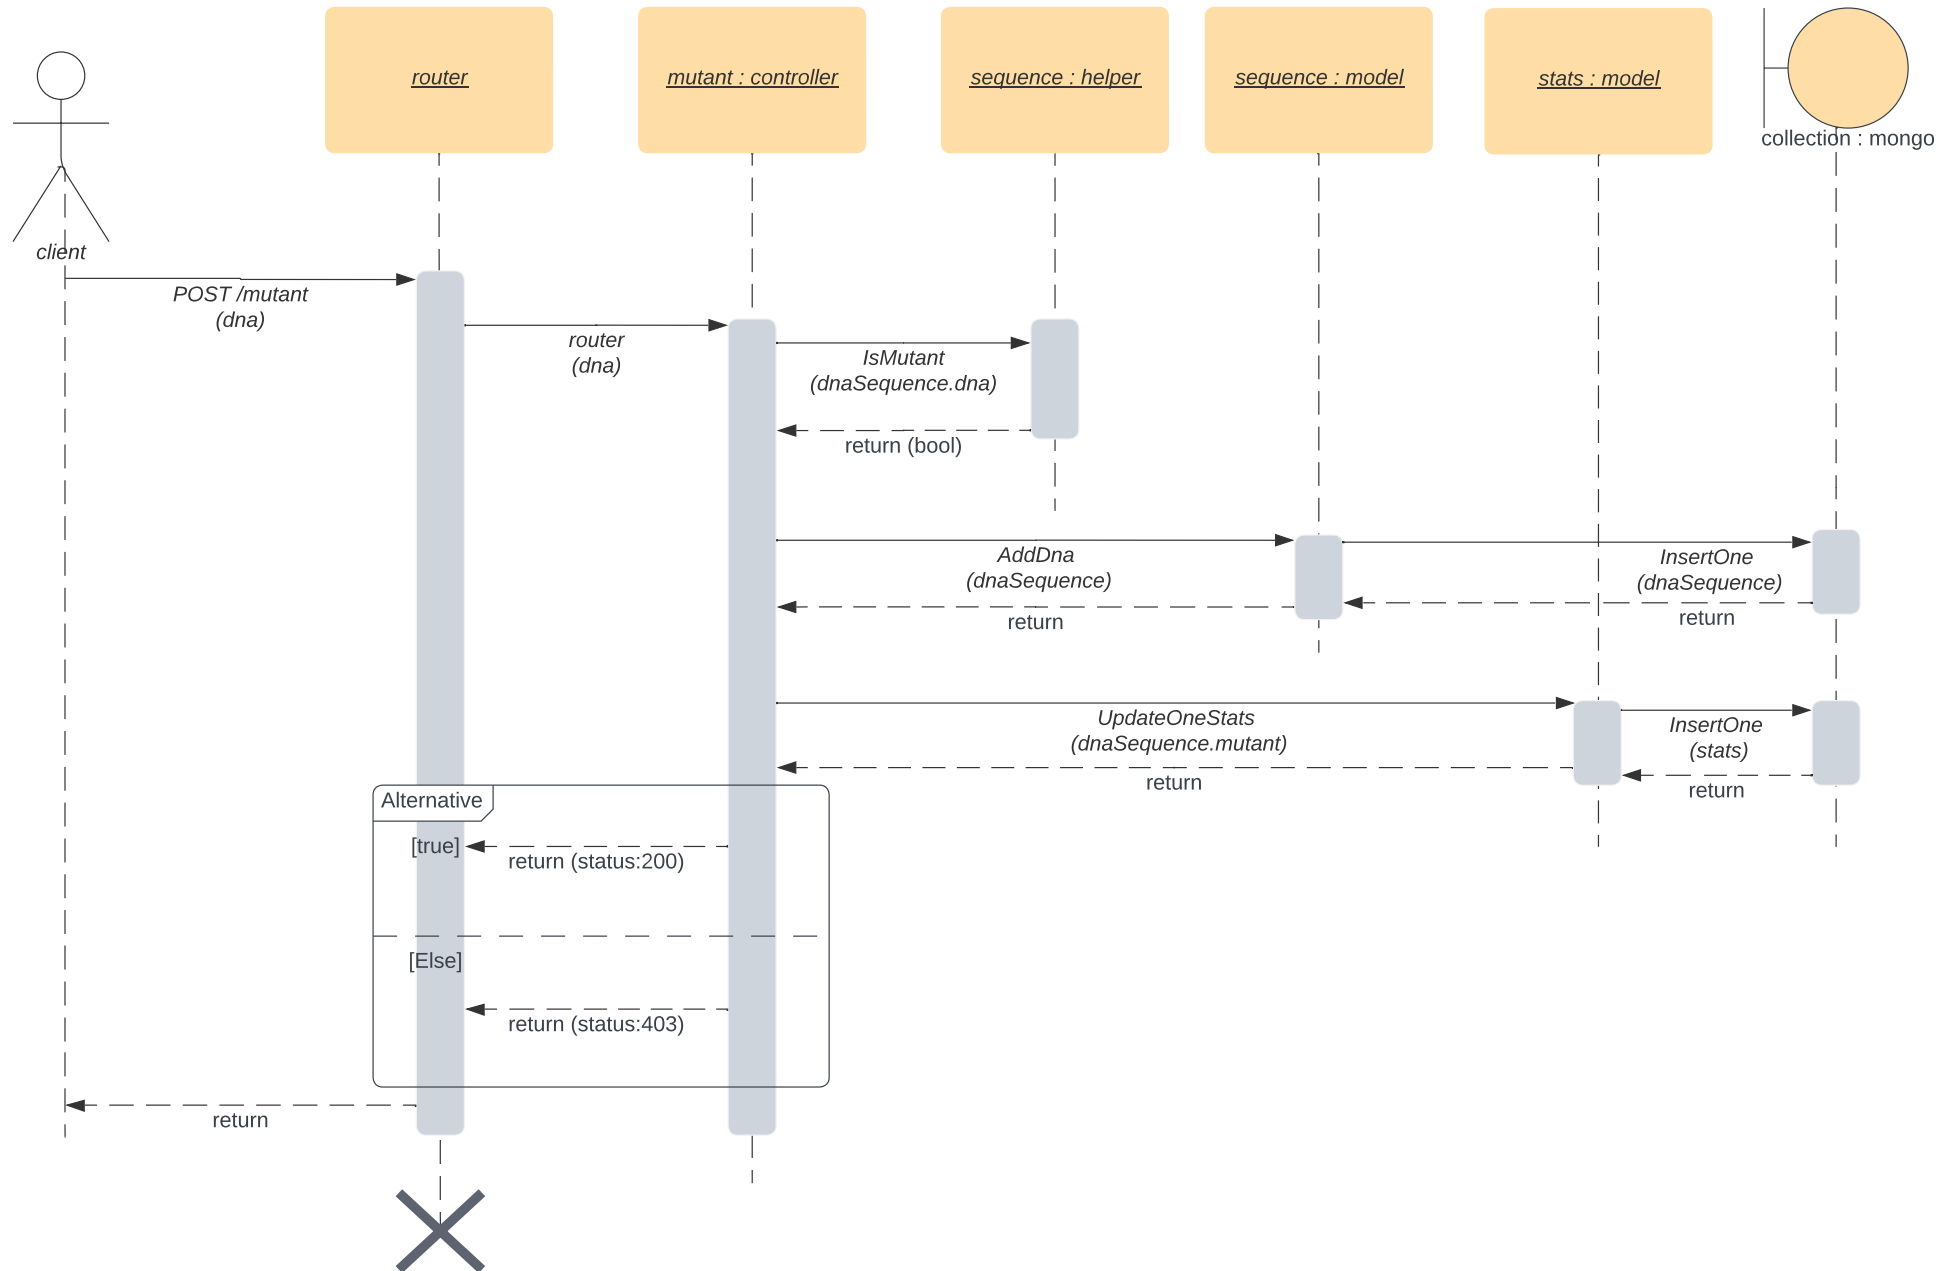 router
mutant : controller
sequence : helper
sequence : model
stats : model
collection : mongo
client
POST /mutant
(dna)
router
(dna)
IsMutant
(dnaSequence.dna)
return (bool)
AddDna
(dnaSequence)
return
InsertOne
(dnaSequence)
return
UpdateOneStats
(dnaSequence.mutant)
return
InsertOne
(stats)
return
Alternative
[true]
return (status:200)
[Else]
return (status:403)
return